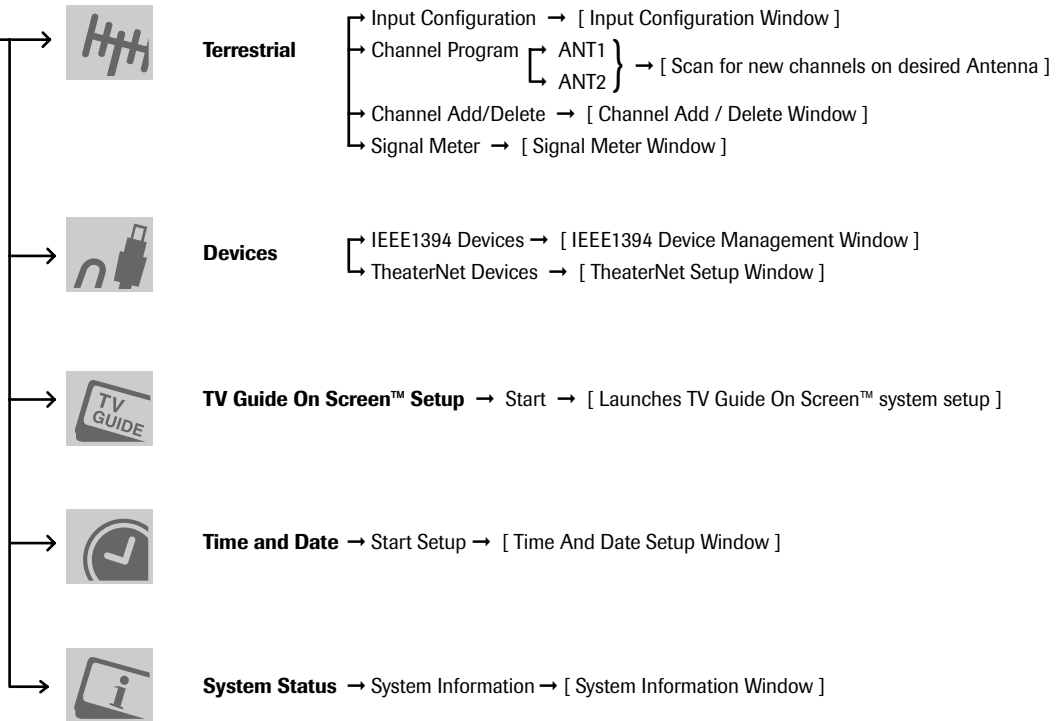 Terrestrial
→ Input Configuration → [ Input Configuration Window ]
→ Channel Program → ANT1
→ ANT2 } → [ Scan for new channels on desired Antenna ]
→ Channel Add/Delete → [ Channel Add / Delete Window ]
→ Signal Meter → [ Signal Meter Window ]
Devices
→ IEEE1394 Devices → [ IEEE1394 Device Management Window ]
→ TheaterNet Devices → [ TheaterNet Setup Window ]
TV
GUIDE
TV Guide On Screen™ Setup → Start → [ Launches TV Guide On Screen™ system setup ]
Time and Date → Start Setup → [ Time And Date Setup Window ]
i
System Status → System Information → [ System Information Window ]